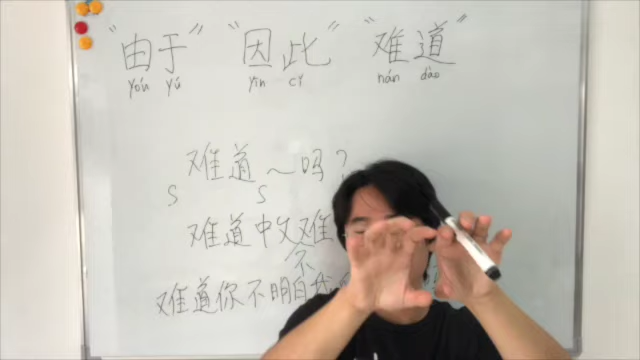 "由于" "因此" "难道"
yóu yú yīn cǐ nán dào
难道~吗?
S S
难道中文难
不
难道你不明白我